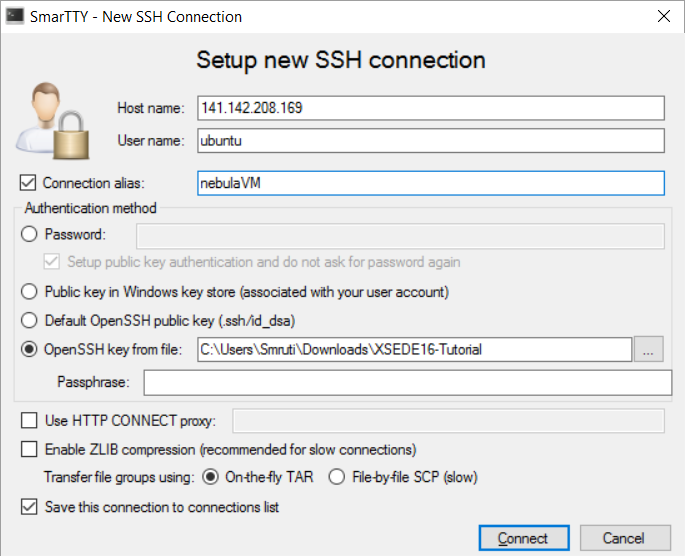 SmarTTY - New SSH Connection
Setup new SSH connection
Host name: 141.142.208.169
User name: ubuntu
Connection alias: nebulaVM
Authentication method
Password:
Setup public key authentication and do not ask for password again
Public key in Windows key store (associated with your user account)
Default OpenSSH public key (.ssh/id_dsa)
OpenSSH key from file: C:\Users\Smruti\Downloads\XSEDE16-Tutorial ...
Passphrase:
Use HTTP CONNECT proxy:
Enable ZLIB compression (recommended for slow connections)
Transfer file groups using: On-the-fly TAR File-by-file SCP (slow)
Save this connection to connections list
Connect Cancel